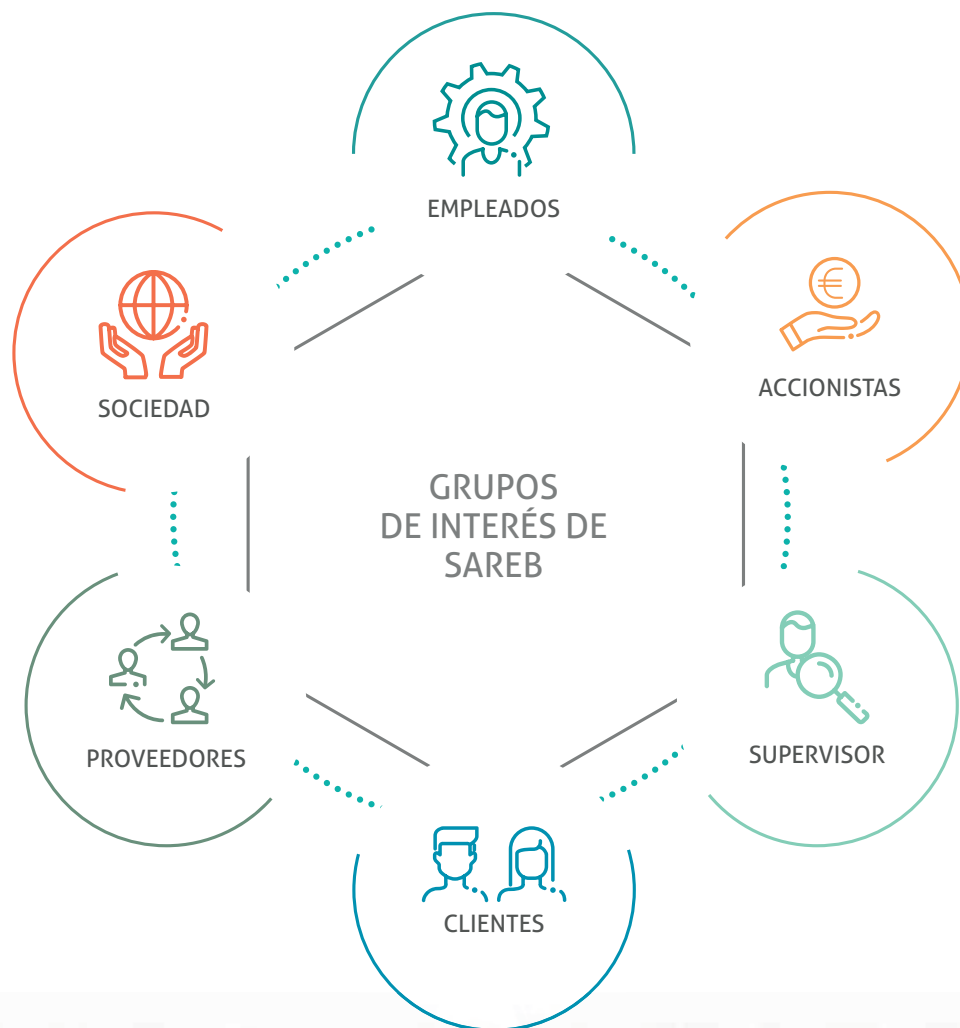 EMPLEADOS
ACCIONISTAS
SOCIEDAD
GRUPOS
DE INTERÉS DE
SAREB
SUPERVISOR
PROVEEDORES
CLIENTES